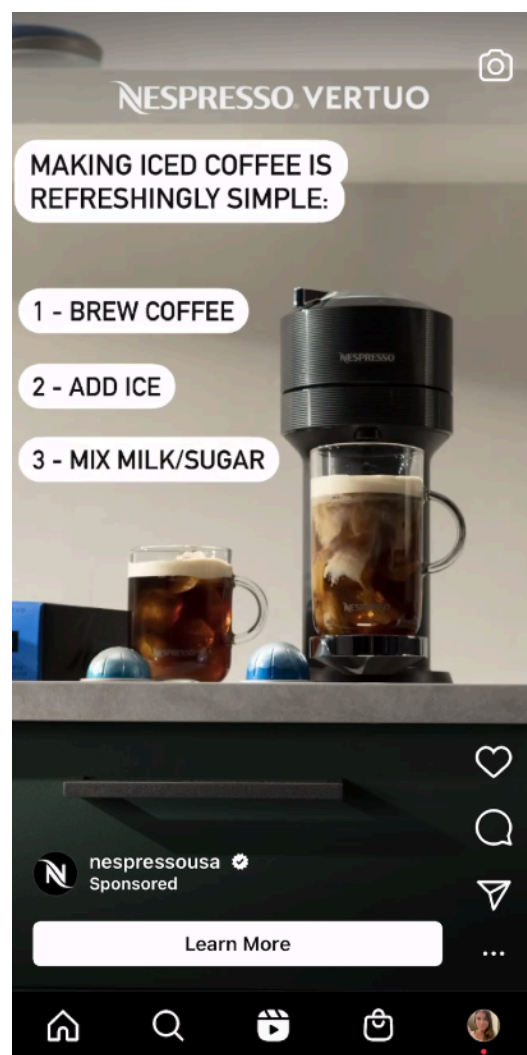 NESPRESSO VERTUO
MAKING ICED COFFEE IS
REFRESHINGLY SIMPLE:
1 - BREW COFFEE
2 - ADD ICE
3 - MIX MILK/SUGAR
NESPRESSO
NESPRESSO
nespressousa
Sponsored
Learn More